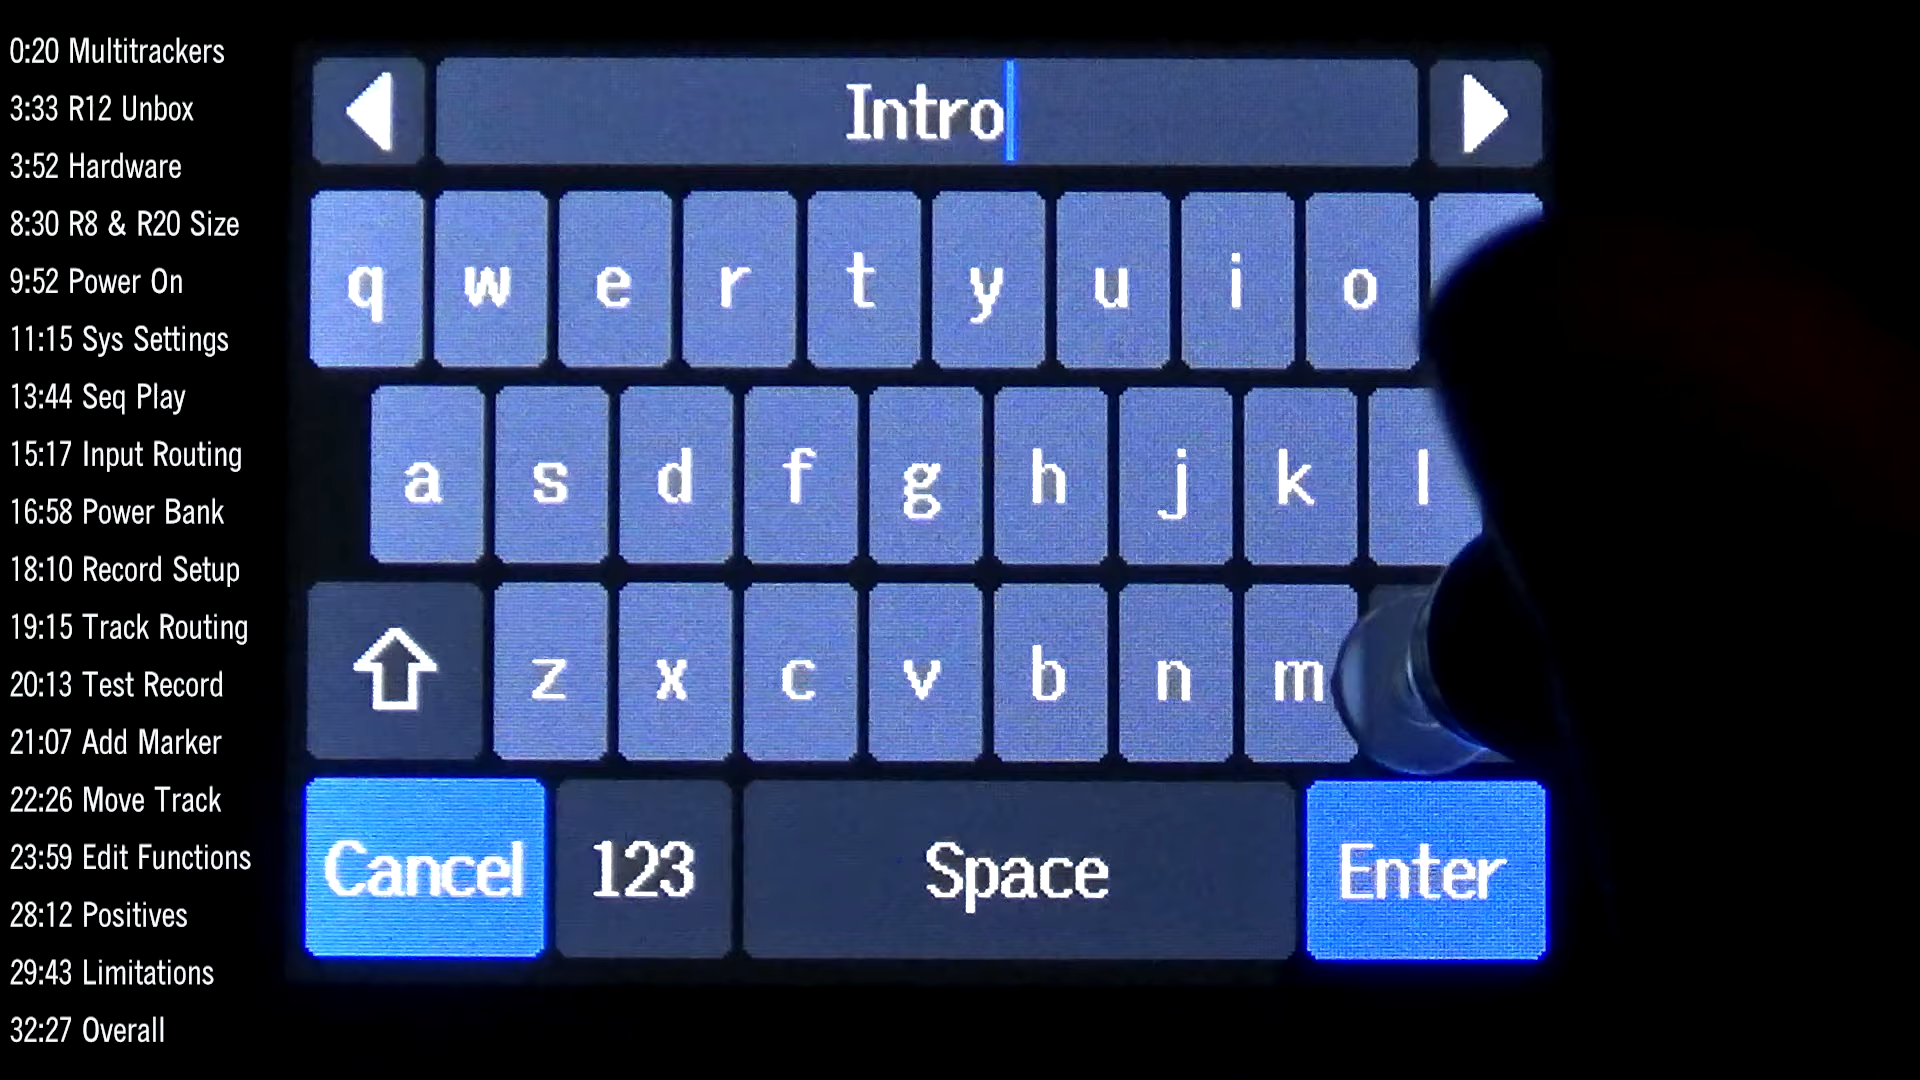 0:20 Multitrackers
3:33 R12 Unbox
3:52 Hardware
8:30 R8 & R20 Size
9:52 Power On
11:15 Sys Settings
13:44 Seq Play
15:17 Input Routing
16:58 Power Bank
18:10 Record Setup
19:15 Track Routing
20:13 Test Record
21:07 Add Marker
22:26 Move Track
23:59 Edit Functions
28:12 Positives
29:43 Limitations
32:27 Overall
Intro
q w e r t y u i o
a s d f g h j k l
z x c v b n m
Cancel 123 Space Enter